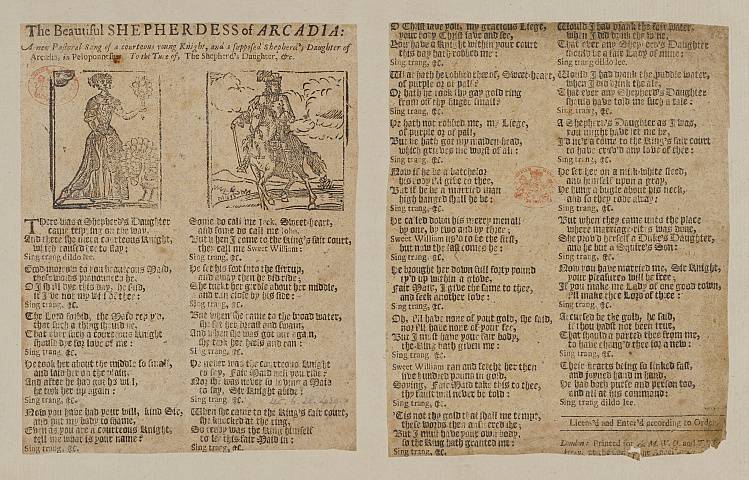 The Beautiful SHEPHERDESS of ARCADIA:
A new Pastoral Song of a courteous young Knight, and a supposed Shepherd's Daughter of
Arcadia, in Peloponnesus. To the Tune of, The Shepherd's Daughter, &c.
There was a Shepherd's Daughter
came tripping on the way,
And there she met a courteous Knight,
which caused her to stay:
Sing trang dildo lee.
Good-morrow to you beauteous Maid,
these words pronounced he:
O I shall dye this day, he said,
if I've not my will of thee:
Sing trang, &c.
The Lord forbid, the Maid reply'd,
that such a thing should be,
That ever such a courteous Knight
should dye for love of me:
Sing trang, &c.
He took her about the middle so small,
and laid her on the plain,
And after he had got his will,
he took her up again:
Sing trang, &c.
Now you have had your will, kind Sir,
and put my body to shame,
Even as you are a courteous Knight,
tell me what is your name?
Sing trang, &c.
Some do call me Jack, Sweet-heart,
and some do call me John,
But when I come to the King's fair court,
they call me Sweet William:
Sing trang, &c.
He set his foot into the stirrup,
and away then he did ride;
She tuckt her girdle about her middle,
and ran close by his side:
Sing trang, &c.
But when she came to the broad water,
she set her breast and swam,
And when she was got out again,
she took her heels and ran:
Sing trang, &c.
He never was the courteous Knight
to say, Fair Maid will you ride?
Nor she was never so loving a Maid
to say, Sir Knight abide:
Sing trang, &c.
When she came to the King's fair court,
she knocked at the ring,
So ready was the King himself
to let this fair Maid in:
Sing trang, &c.
O Christ save you, my gracious Liege,
your body Christ save and see,
You have a Knight within your court
this day hath robbed me:
Sing trang, &c.
What hath he robbed thee of, Sweet-heart,
of purple or of pall?
Or hath he took thy gay gold ring
from off thy finger small?
Sing trang, &c.
He hath not robbed me, my Liege,
of purple or of pall,
But he hath got my maiden-head,
which grieves me worst of all:
Sing trang, &c.
Now if he be a batchelor
his body I'll give to thee,
But if he be a married man
high hanged shall he be:
Sing trang, &c.
He called his merry men all
by one, by two and by three;
Sweet William us'd to be the first,
but now the last comes he:
Sing trang, &c.
He brought her down full forty pound
ty'd up within a glove,
Fair Maid, I give the same to thee,
and seek another love:
Sing trang, &c.
Oh, I'll have none of your gold, she said,
nor I'll have none of your fee,
But I must have your fair body,
the King hath given me:
Sing trang, &c.
Sweet William ran and fetcht her then
five hundred pound in gold,
Saying, Fair Maid take this to thee,
thy fault will never be told:
Sing trang, &c.
'Tis not thy gold that shall me tempt,
these words then answered she;
But I must have your own body,
so the King hath granted me:
Sing trang, &c.
Would I had drank the fair water,
when I did drink the wine,
That ever any Shepherd's Daughter
should be a fair Lady of mine:
Sing trang dildo lee.
Would I had drank the puddle water,
when I did drink the ale,
That ever any Shepherd's Daughter
should have told me such a tale:
Sing trang, &c.
A Shepherd's Daughter as I was,
you might have let me be,
I'd ne'er a come to the King's fair court
to have crav'd any love of thee:
Sing trang, &c.
He set her on a milk-white steed,
and himself upon a gray,
He hung a bugle about his neck,
and so they rode away:
Sing trang, &c.
But when they came unto the place
where marriage-rites was done,
She prov'd herself a Duke's Daughter,
and he but a Squire's Son:
Sing trang, &c.
Now you have married me, Sir Knight,
your pleasures will be free:
If you make me Lady of one good town,
I'll make thee Lord of three:
Sing trang, &c.
Accursed be the gold, he said,
if thou hadst not been true,
That should a parted thee from me,
to have chang'd thee for a new:
Sing trang, &c.
Their hearts being so linked fast,
and joyned hand in hand,
He had both purse and person too,
and all at his command:
Sing trang dildo lee.
Licens'd and Enter'd according to Order.
London: Printed for W. O. and